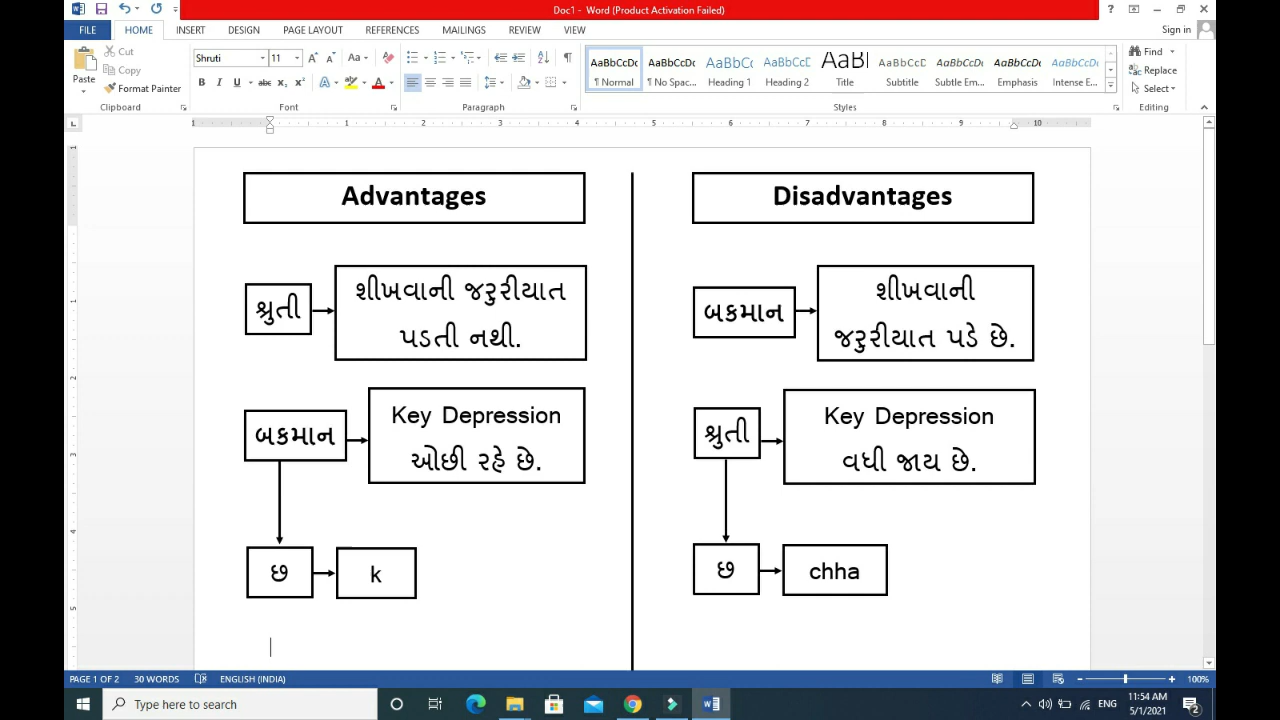 Doc1 - Word (Product Activation Failed)
FILE HOME INSERT DESIGN PAGE LAYOUT REFERENCES MAILINGS REVIEW VIEW Sign in
Paste
Cut
Copy
Format Painter
Clipboard
Shruti 11
Font
Paragraph
AaBbCcDc AaBbCcDc AaBbCc AaBbCcD AaBl AaBbCcD AaBbCcDc AaBbCcDc AaBbCcDc
¶ Normal ¶ No Spac... Heading 1 Heading 2 Title Subtitle Subtle Em... Emphasis Intense E...
Styles
Find
Replace
Select
Editing
Advantages
શ્રુતી
શીખવાની જરુરીયાત
પડતી નથી.
બકમાન
Key Depression
ઓછી રહે છે.
છ
k
Disadvantages
બકમાન
શીખવાની
જરુરીયાત પડે છે.
શ્રુતી
Key Depression
વધી જાય છે.
છ
chha
PAGE 1 OF 2 30 WORDS ENGLISH (INDIA) 100%
Type here to search
ENG
11:54 AM
5/1/2021
2